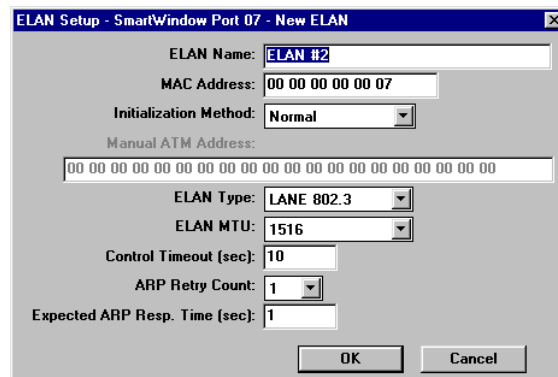 ELAN Setup - SmartWindow Port 07 - New ELAN
ELAN Name: ELAN #2
MAC Address: 00 00 00 00 00 07
Initialization Method: Normal
Manual ATM Address:
00 00 00 00 00 00 00 00 00 00 00 00 00 00 00 00 00 00 00 00
ELAN Type: LANE 802.3
ELAN MTU: 1516
Control Timeout (sec): 10
ARP Retry Count: 1
Expected ARP Resp. Time (sec): 1
OK Cancel